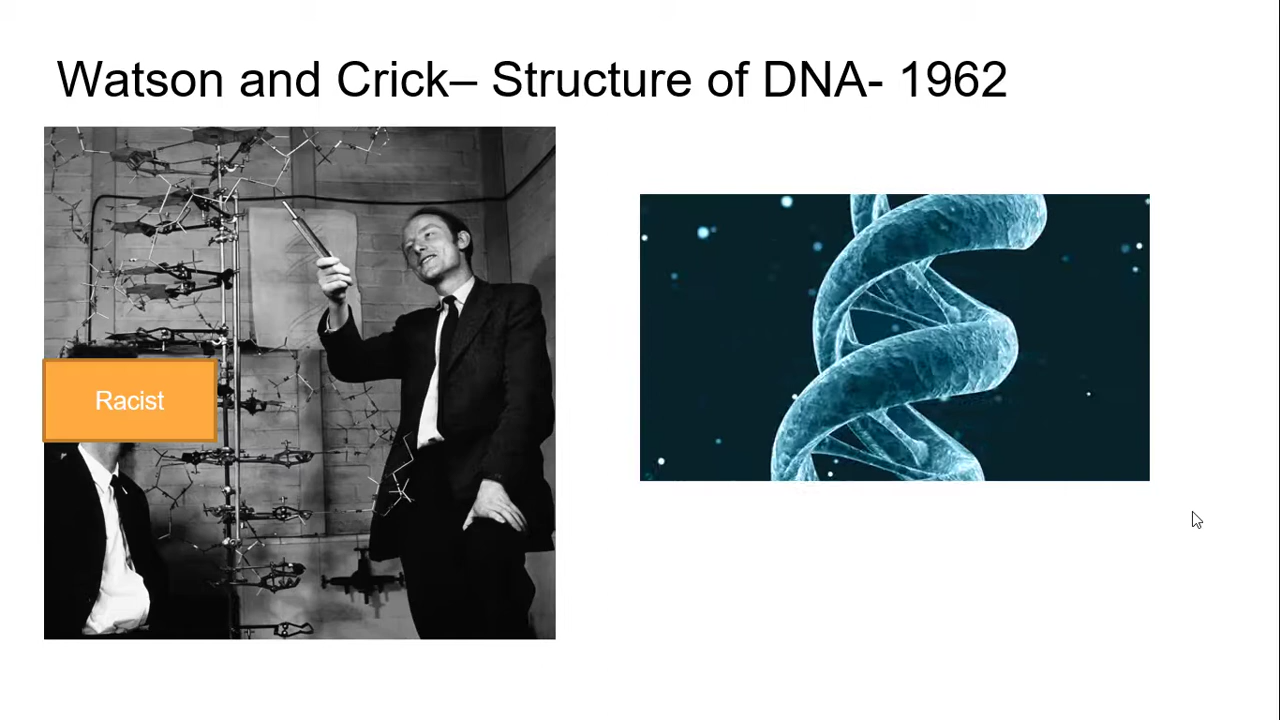 Watson and Crick– Structure of DNA- 1962
Racist